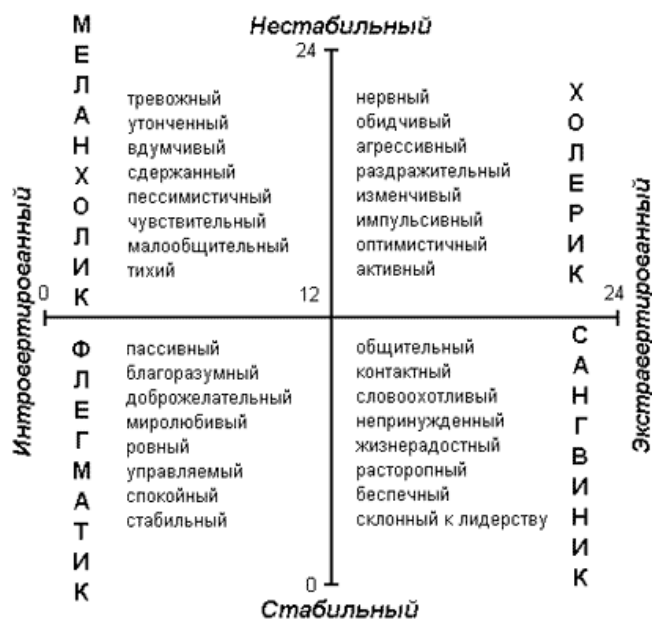 Нестабильный
24
МЕЛАНХОЛИК
тревожный
утонченный
вдумчивый
сдержанный
пессимистичный
чувствительный
малообщительный
тихий
нервный
обидчивый
агрессивный
раздражительный
изменчивый
импульсивный
оптимистичный
активный
ХОЛЕРИК
Интровертированный
0
12
24
Экстравертированный
ФЛЕГМАТИК
пассивный
благоразумный
доброжелательный
миролюбивый
ровный
управляемый
спокойный
стабильный
общительный
контактный
словоохотливый
непринужденный
жизнерадостный
расторопный
беспечный
склонный к лидерству
САНГВИНИК
0
Стабильный